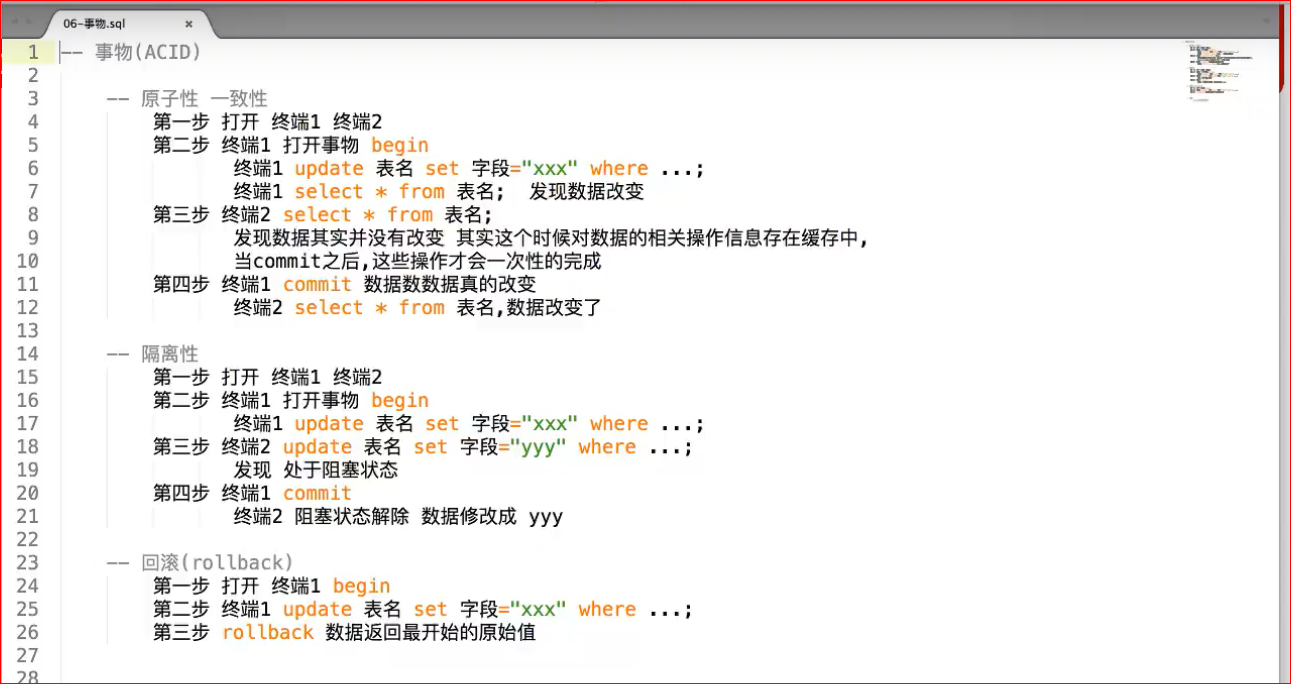 06-事物.sql
1 -- 事物(ACID)
2
3 -- 原子性 一致性
4 第一步 打开 终端1 终端2
5 第二步 终端1 打开事物 begin
6 终端1 update 表名 set 字段="xxx" where ...;
7 终端1 select * from 表名; 发现数据改变
8 第三步 终端2 select * from 表名;
9 发现数据其实并没有改变 其实这个时候对数据的相关操作信息存在缓存中,
10 当commit之后,这些操作才会一次性的完成
11 第四步 终端1 commit 数据数数据真的改变
12 终端2 select * from 表名,数据改变了
13
14 -- 隔离性
15 第一步 打开 终端1 终端2
16 第二步 终端1 打开事物 begin
17 终端1 update 表名 set 字段="xxx" where ...;
18 第三步 终端2 update 表名 set 字段="yyy" where ...;
19 发现 处于阻塞状态
20 第四步 终端1 commit
21 终端2 阻塞状态解除 数据修改成 yyy
22
23 -- 回滚(rollback)
24 第一步 打开 终端1 begin
25 第二步 终端1 update 表名 set 字段="xxx" where ...;
26 第三步 rollback 数据返回最开始的原始值
27
28